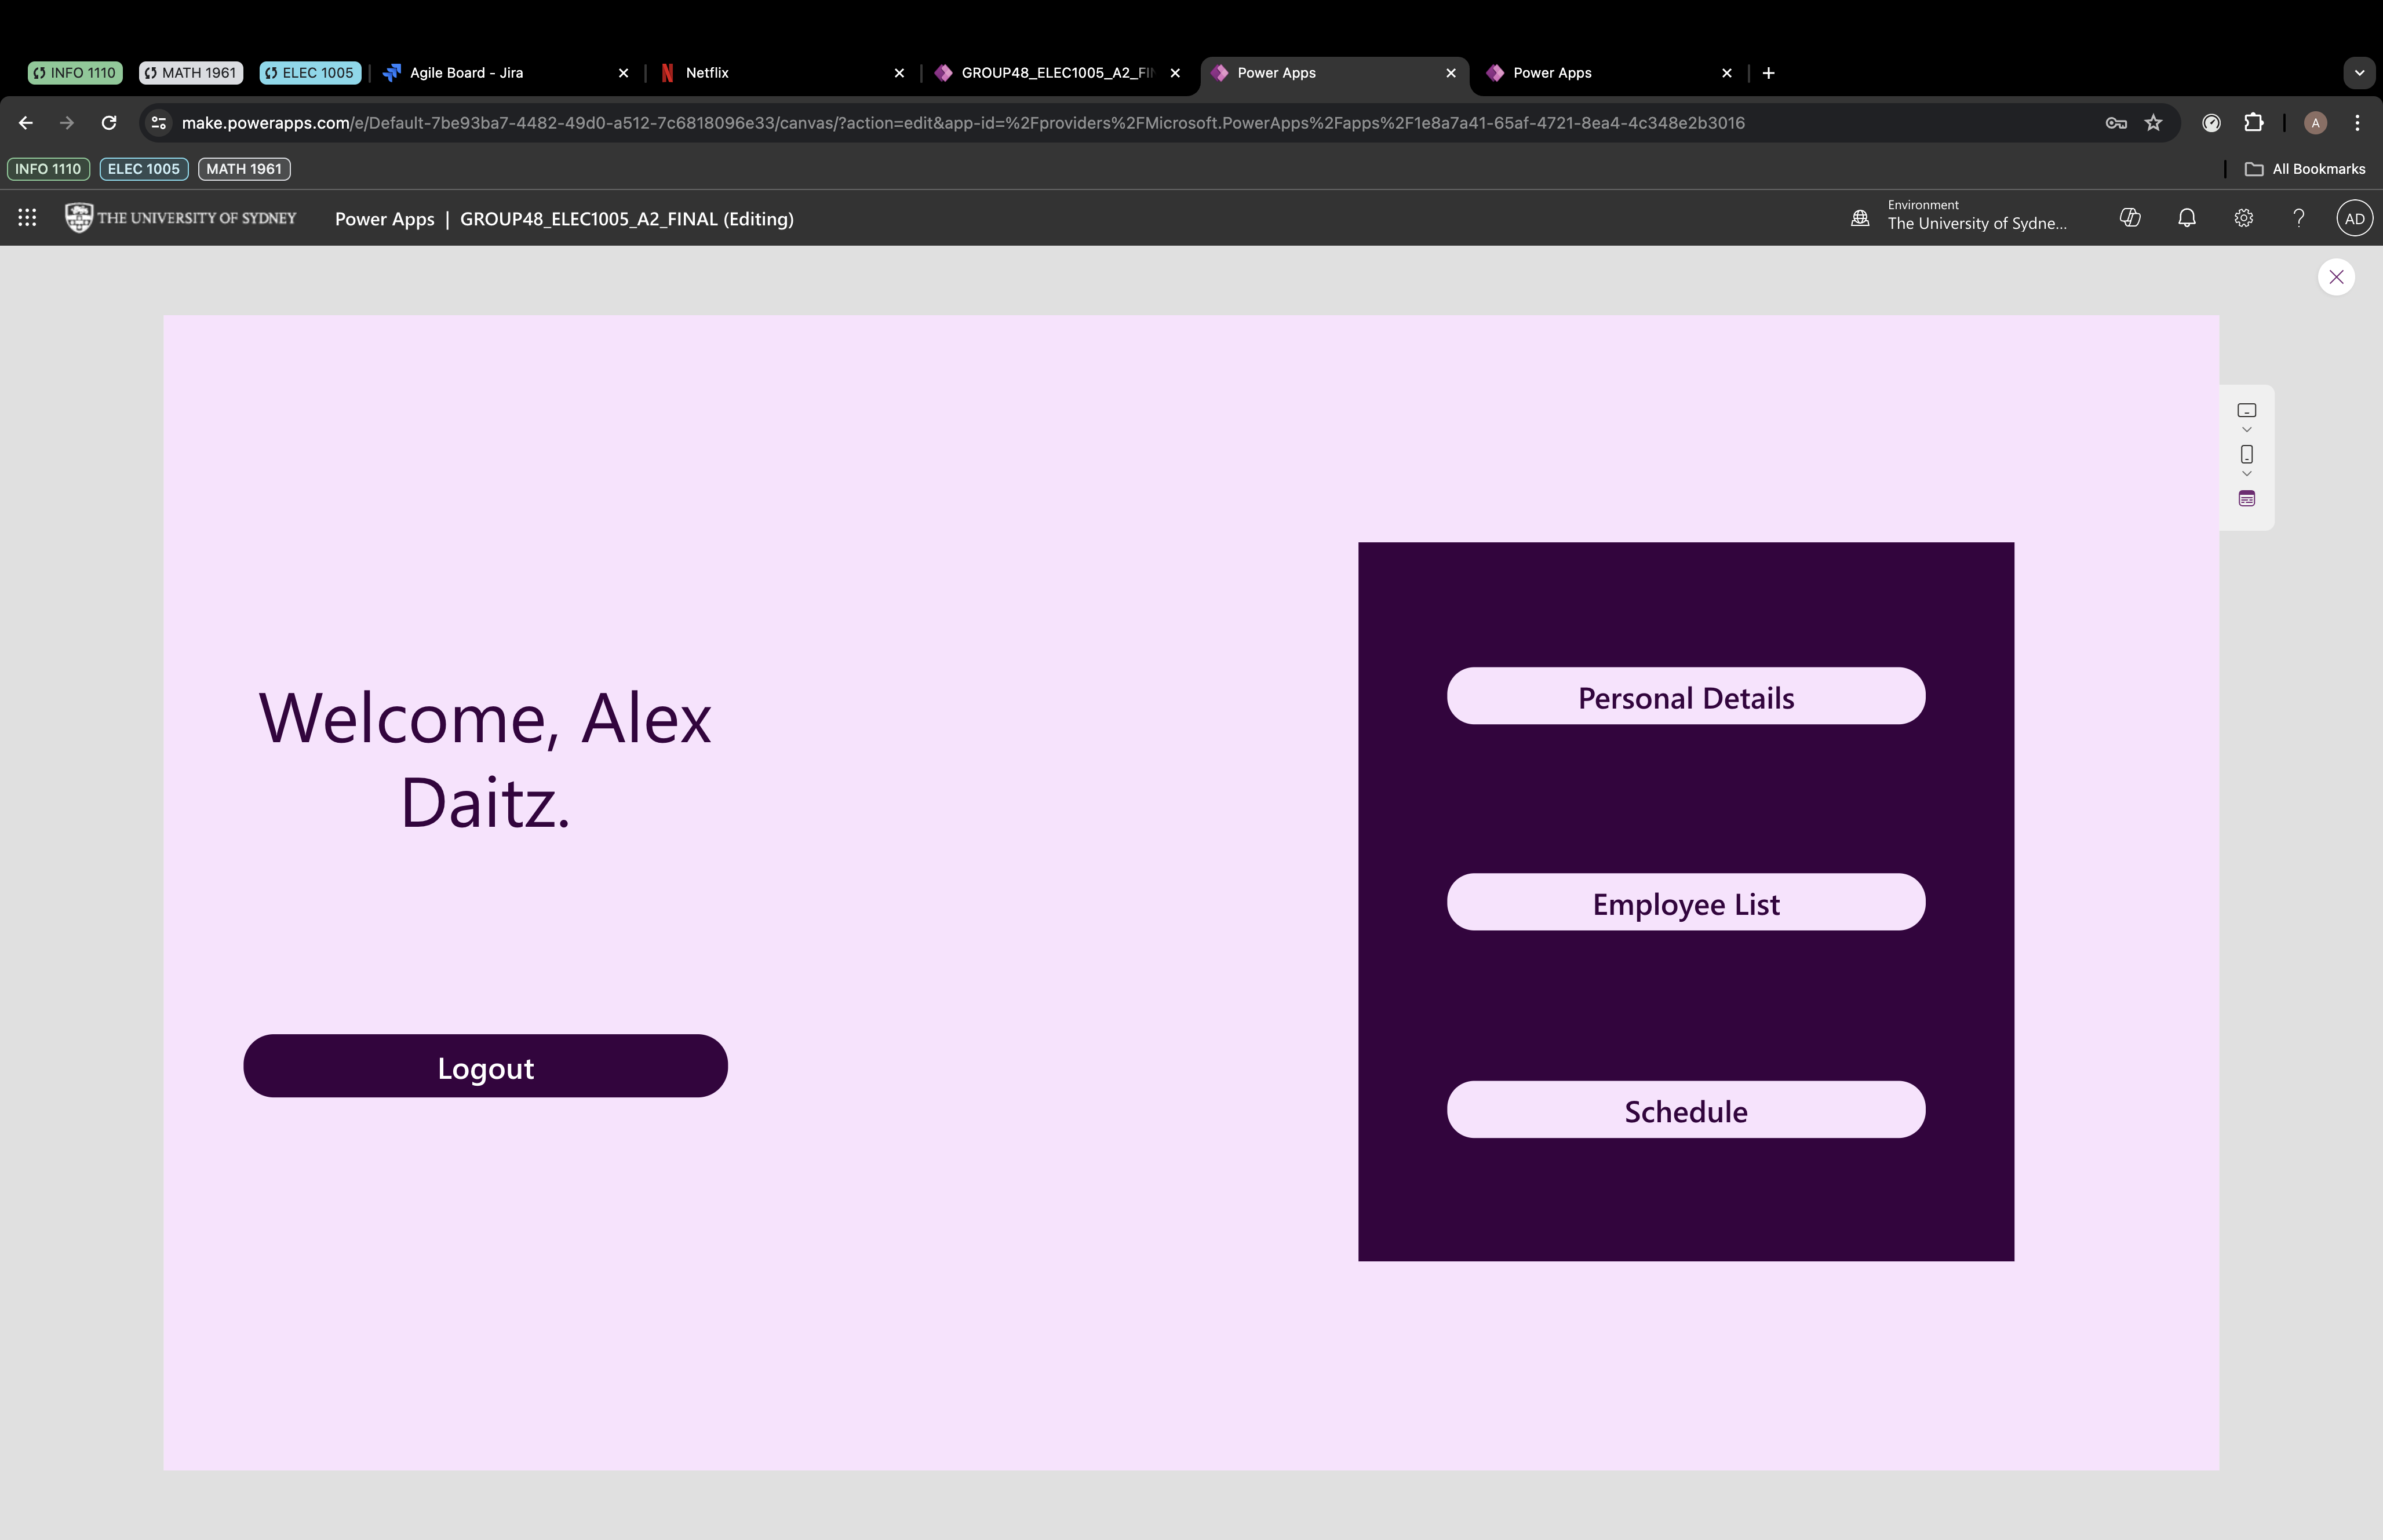 INFO 1110
MATH 1961
ELEC 1005
Agile Board - Jira
Netflix
GROUP48_ELEC1005_A2_FI
Power Apps
Power Apps
make.powerapps.com/e/Default-7be93ba7-4482-49d0-a512-7c6818096e33/canvas/?action=edit&app-id=%2Fproviders%2FMicrosoft.PowerApps%2Fapps%2F1e8a7a41-65af-4721-8ea4-4c348e2b3016
A
INFO 1110
ELEC 1005
MATH 1961
All Bookmarks
THE UNIVERSITY OF SYDNEY
Power Apps | GROUP48_ELEC1005_A2_FINAL (Editing)
Environment
The University of Sydne...
AD
Welcome, Alex
Daitz.
Logout
Personal Details
Employee List
Schedule